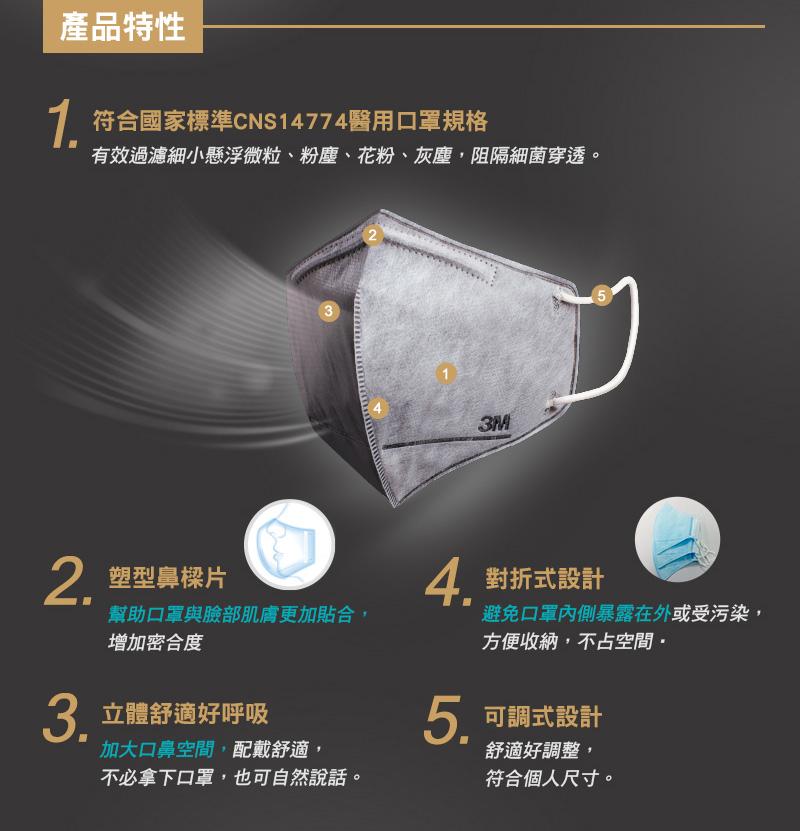 產品特性
1. 符合國家標準CNS14774醫用口罩規格
有效過濾細小懸浮微粒、粉塵、花粉、灰塵，阻隔細菌穿透。
2
3
5
1
4
3M
2. 塑型鼻樑片
幫助口罩與臉部肌膚更加貼合，
增加密合度
4. 對折式設計
避免口罩內側暴露在外或受污染，
方便收納，不占空間・
3. 立體舒適好呼吸
加大口鼻空間，配戴舒適，
不必拿下口罩，也可自然說話。
5. 可調式設計
舒適好調整，
符合個人尺寸。